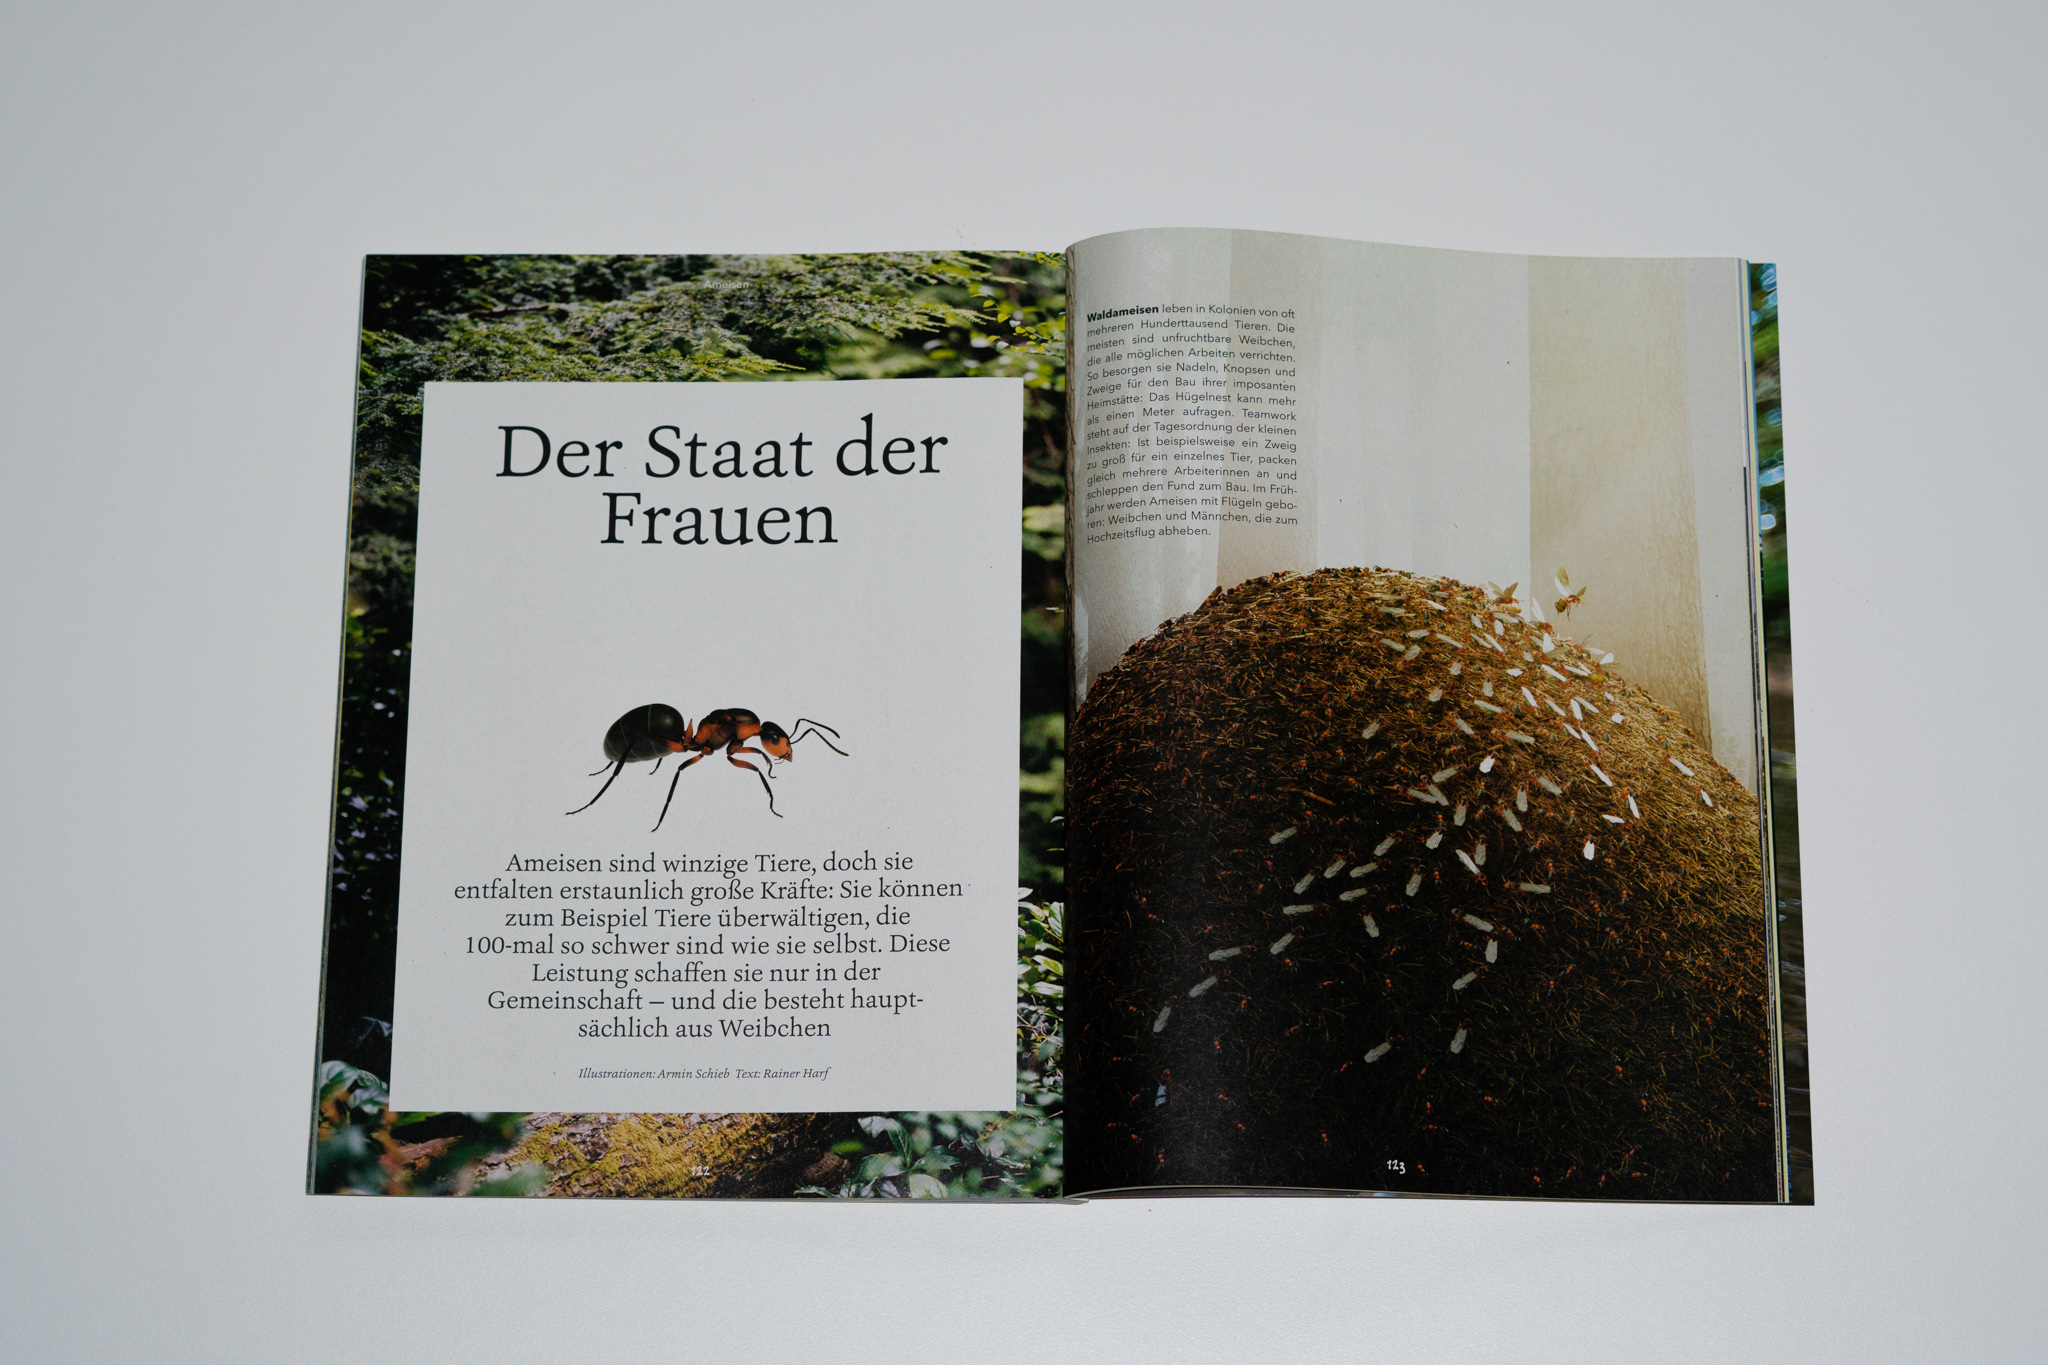 Ameisen
Der Staat der
Frauen
Ameisen sind winzige Tiere, doch sie
entfalten erstaunlich große Kräfte: Sie können
zum Beispiel Tiere überwältigen, die
100-mal so schwer sind wie sie selbst. Diese
Leistung schaffen sie nur in der
Gemeinschaft – und die besteht haupt-
sächlich aus Weibchen
Illustrationen: Armin Schieb Text: Rainer Harf
122
Waldameisen leben in Kolonien von oft
mehreren Hunderttausend Tieren. Die
meisten sind unfruchtbare Weibchen,
die alle möglichen Arbeiten verrichten.
So besorgen sie Nadeln, Knopsen und
Zweige für den Bau ihrer imposanten
Heimstätte: Das Hügelnest kann mehr
als einen Meter aufragen. Teamwork
steht auf der Tagesordnung der kleinen
Insekten: Ist beispielsweise ein Zweig
zu groß für ein einzelnes Tier, packen
gleich mehrere Arbeiterinnen an und
schleppen den Fund zum Bau. Im Früh-
jahr werden Ameisen mit Flügeln gebo-
ren: Weibchen und Männchen, die zum
Hochzeitsflug abheben.
123